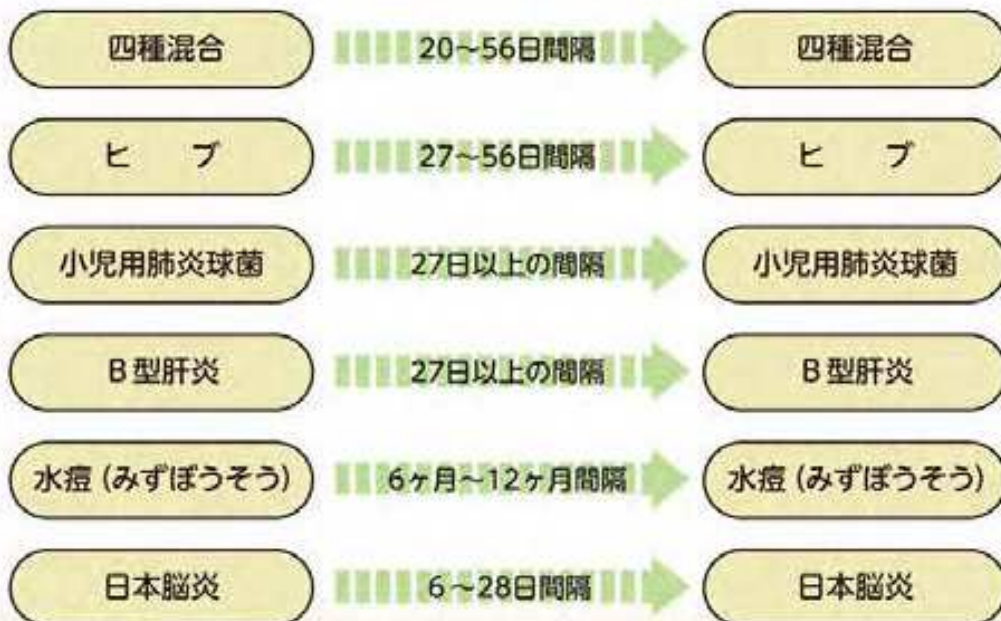 四種混合 20～56日間隔 四種混合
ヒ ブ 27～56日間隔 ヒ ブ
小児用肺炎球菌 27日以上の間隔 小児用肺炎球菌
B型肝炎 27日以上の間隔 B型肝炎
水痘(みずぼうそう) 6ヶ月～12ヶ月間隔 水痘(みずぼうそう)
日本脳炎 6～28日間隔 日本脳炎